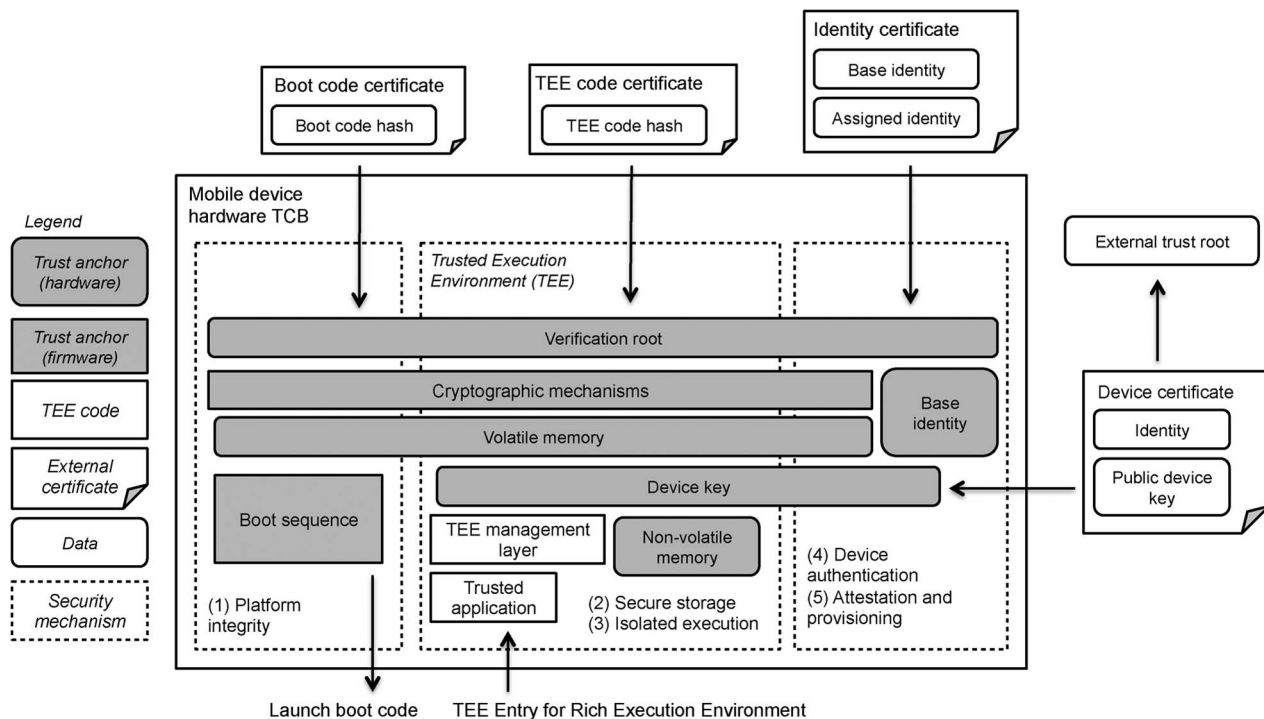 Identity certificate
Base identity
Assigned identity
Boot code certificate
Boot code hash
TEE code certificate
TEE code hash
Legend
Trust anchor
(hardware)
Trust anchor
(firmware)
TEE code
External
certificate
Data
Security
mechanism
Mobile device
hardware TCB
Trusted Execution
Environment (TEE)
Verification root
Cryptographic mechanisms
Volatile memory
Base
identity
Device key
Boot sequence
TEE management
layer
Non-volatile
memory
Trusted
application
(1) Platform
integrity
(2) Secure storage
(3) Isolated execution
(4) Device
authentication
(5) Attestation and
provisioning
External trust root
Device certificate
Identity
Public device
key
Launch boot code
TEE Entry for Rich Execution Environment